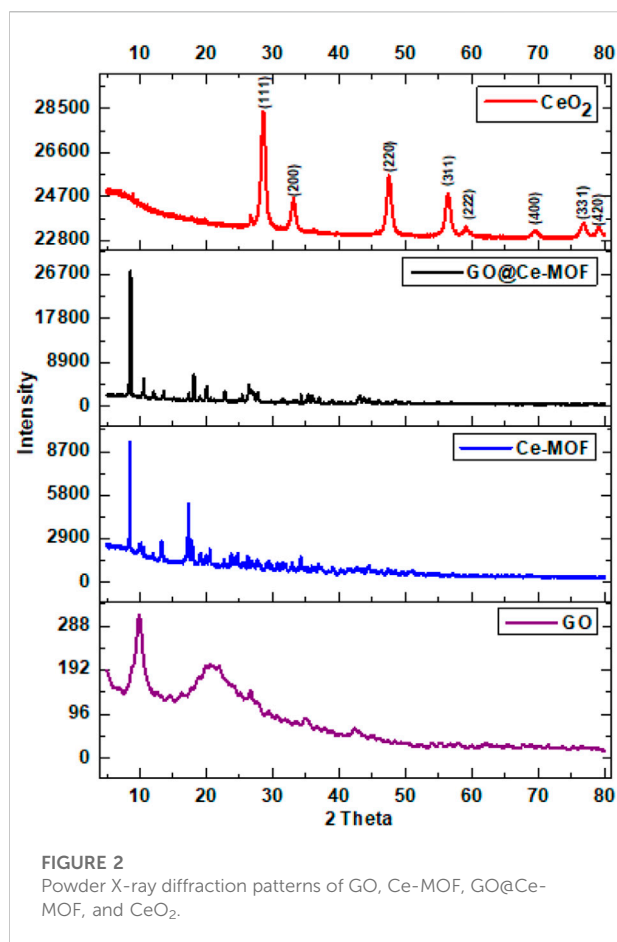 10 20 30 40 50 60 70 80
28500
26600
24700
22800
(111)
(200)
(220)
(311)
(222)
(400)
(331)
(420)
CeO2
26700
17800
8900
0
GO@Ce-MOF
8700
5800
2900
0
Ce-MOF
288
192
96
0
GO
Intensity
10 20 30 40 50 60 70 80
2 Theta
FIGURE 2
Powder X-ray diffraction patterns of GO, Ce-MOF, GO@Ce-
MOF, and CeO2.